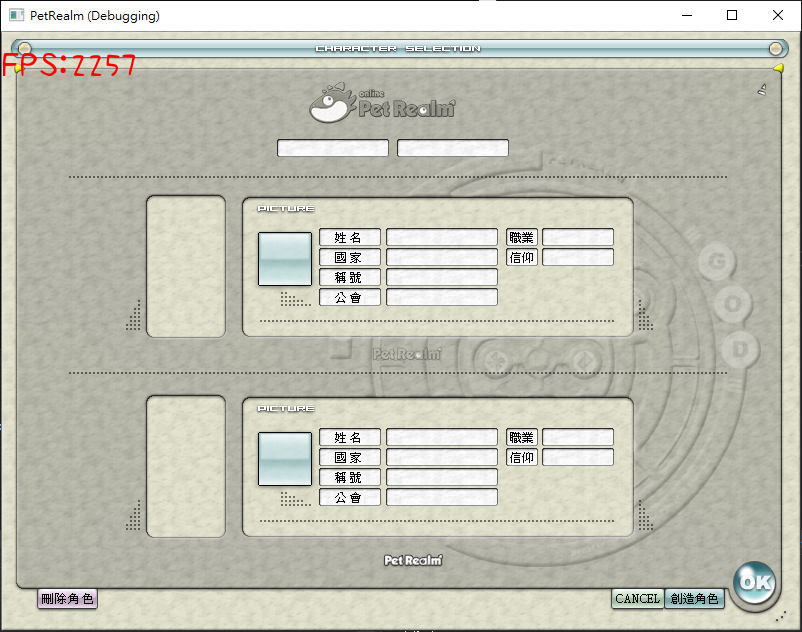 PetRealm (Debugging)
CHARACTER SELECTION
FPS:2257
online
Pet Realm
PICTURE
姓名 職業
國家 信仰
稱號
公會
G
O
D
Pet Realm
PICTURE
姓名 職業
國家 信仰
稱號
公會
Pet Realm
刪除角色 CANCEL 創造角色 OK